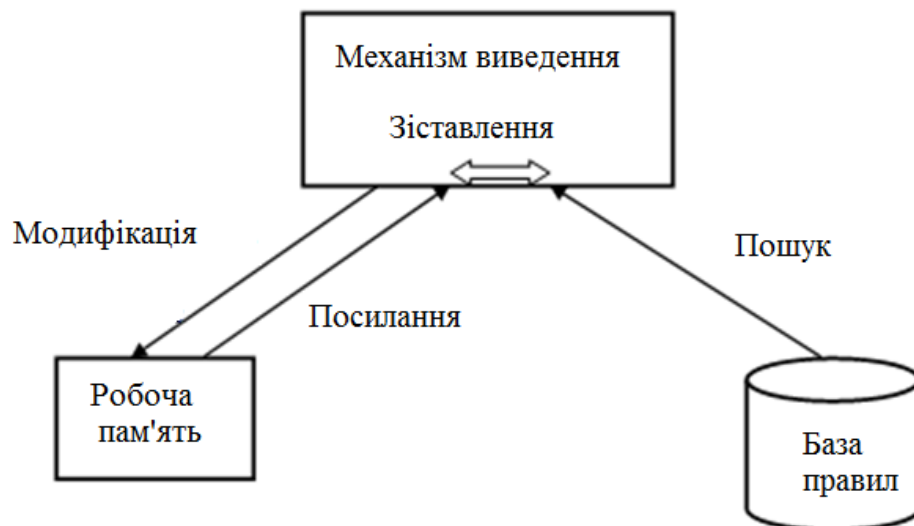 Механізм виведення
Зіставлення
Модифікація
Пошук
Посилання
Робоча
пам'ять
База
правил